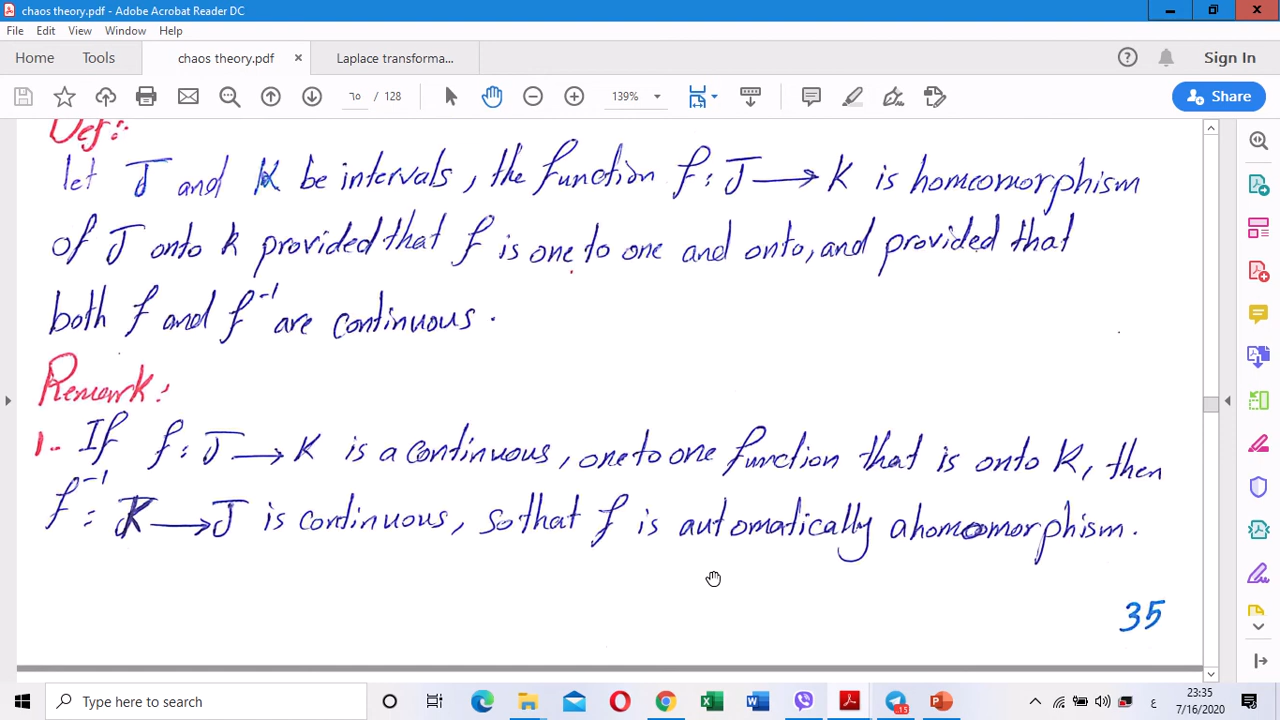 chaos theory.pdf - Adobe Acrobat Reader DC
File Edit View Window Help
Home Tools chaos theory.pdf × Laplace transforma... Sign In
٦٥ / 128 139% Share
Def:
let J and K be intervals, the function f: J → K is homeomorphism
of J onto k provided that f is one to one and onto, and provided that
both f and f⁻¹ are continuous.
Remark:
1- If f: J → K is a continuous, one to one function that is onto K, then
f⁻¹: K → J is continuous, so that f is automatically a homeomorphism.
35
Type here to search
15
ع
23:35
7/16/2020